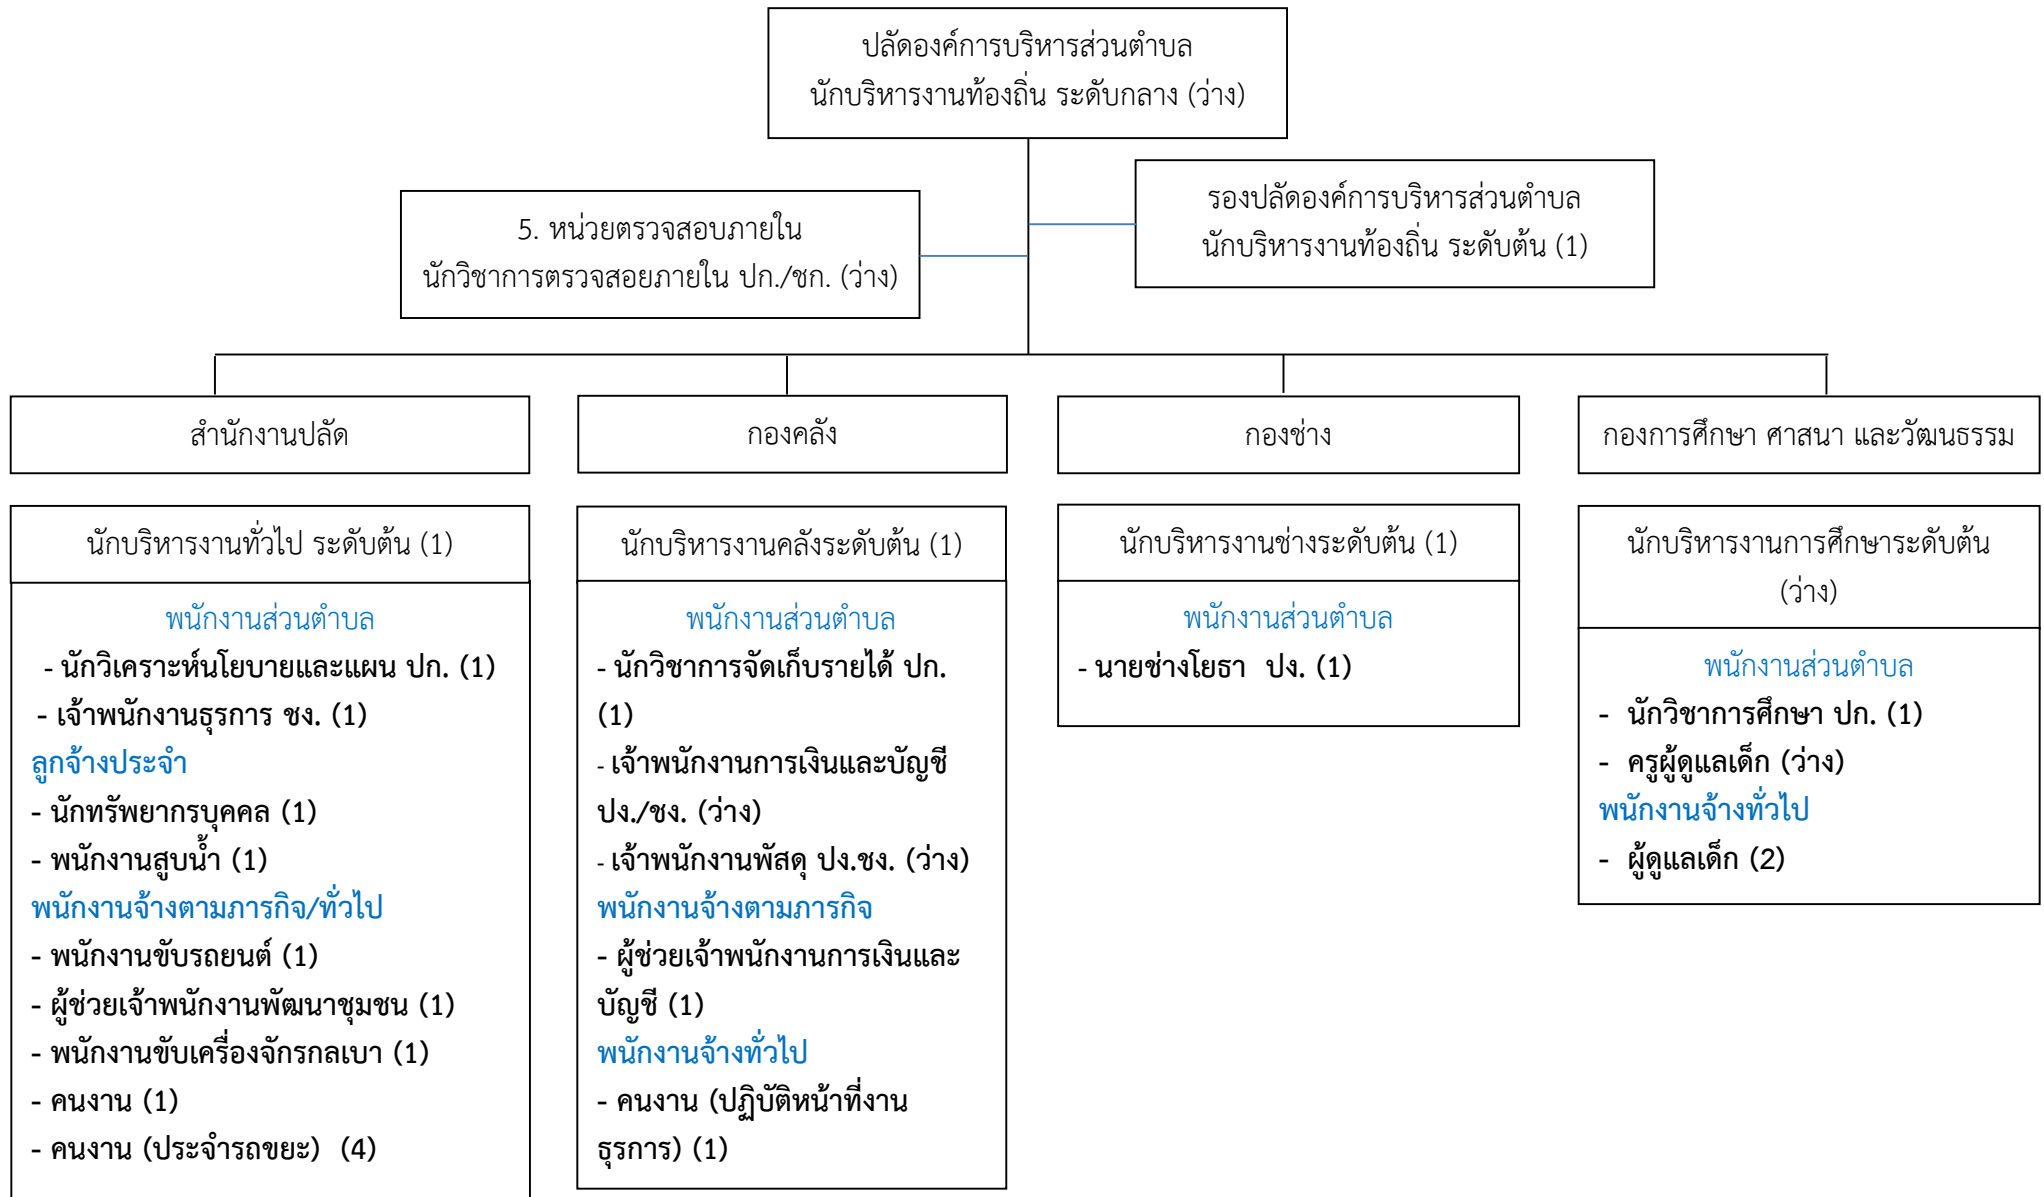 ปลัดองค์การบริหารส่วนตำบล
นักบริหารงานท้องถิ่น ระดับกลาง (ว่าง)
รองปลัดองค์การบริหารส่วนตำบล
นักบริหารงานท้องถิ่น ระดับต้น (1)
5. หน่วยตรวจสอบภายใน
นักวิชาการตรวจสอยภายใน ปก./ชก. (ว่าง)
สำนักงานปลัด
นักบริหารงานทั่วไป ระดับต้น (1)
พนักงานส่วนตำบล
- นักวิเคราะห์นโยบายและแผน ปก. (1)
- เจ้าพนักงานธุรการ ชง. (1)
ลูกจ้างประจำ
- นักทรัพยากรบุคคล (1)
- พนักงานสูบน้ำ (1)
พนักงานจ้างตามภารกิจ/ทั่วไป
- พนักงานขับรถยนต์ (1)
- ผู้ช่วยเจ้าพนักงานพัฒนาชุมชน (1)
- พนักงานขับเครื่องจักรกลเบา (1)
- คนงาน (1)
- คนงาน (ประจำรถขยะ) (4)
กองคลัง
นักบริหารงานคลังระดับต้น (1)
พนักงานส่วนตำบล
- นักวิชาการจัดเก็บรายได้ ปก.
(1)
- เจ้าพนักงานการเงินและบัญชี
ปง./ชง. (ว่าง)
- เจ้าพนักงานพัสดุ ปง.ชง. (ว่าง)
พนักงานจ้างตามภารกิจ
- ผู้ช่วยเจ้าพนักงานการเงินและ
บัญชี (1)
พนักงานจ้างทั่วไป
- คนงาน (ปฏิบัติหน้าที่งาน
ธุรการ) (1)
กองช่าง
นักบริหารงานช่างระดับต้น (1)
พนักงานส่วนตำบล
- นายช่างโยธา ปง. (1)
กองการศึกษา ศาสนา และวัฒนธรรม
นักบริหารงานการศึกษาระดับต้น
(ว่าง)
พนักงานส่วนตำบล
- นักวิชาการศึกษา ปก. (1)
- ครูผู้ดูแลเด็ก (ว่าง)
พนักงานจ้างทั่วไป
- ผู้ดูแลเด็ก (2)